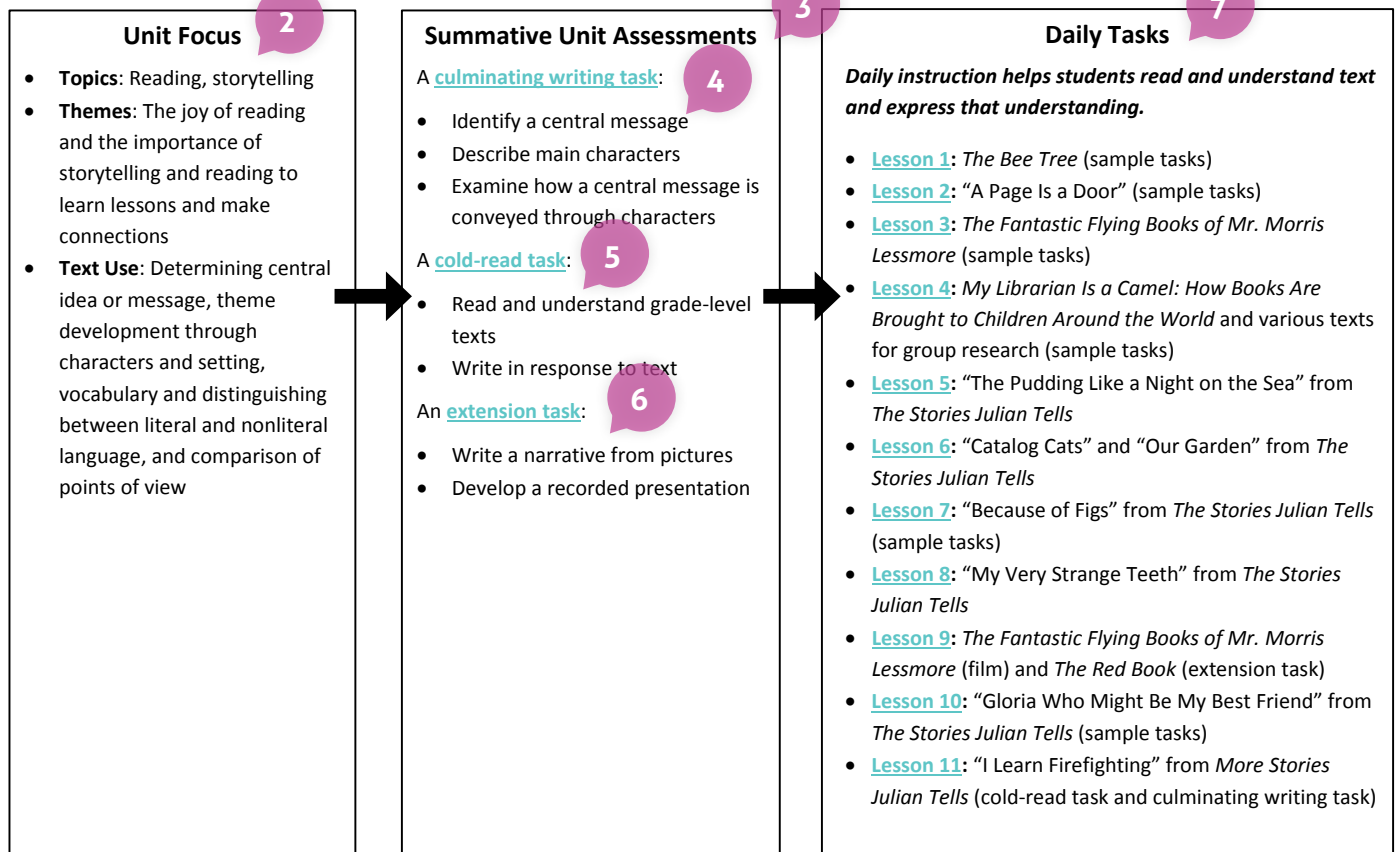 2
Unit Focus
• Topics: Reading, storytelling
• Themes: The joy of reading
and the importance of
storytelling and reading to
learn lessons and make
connections
• Text Use: Determining central
idea or message, theme
development through
characters and setting,
vocabulary and distinguishing
between literal and nonliteral
language, and comparison of
points of view
3
Summative Unit Assessments
A culminating writing task:
4
• Identify a central message
• Describe main characters
• Examine how a central message is
conveyed through characters
A cold-read task:
5
• Read and understand grade-level
texts
• Write in response to text
An extension task:
6
• Write a narrative from pictures
• Develop a recorded presentation
7
Daily Tasks
Daily instruction helps students read and understand text
and express that understanding.
• Lesson 1: The Bee Tree (sample tasks)
• Lesson 2: “A Page Is a Door” (sample tasks)
• Lesson 3: The Fantastic Flying Books of Mr. Morris
Lessmore (sample tasks)
• Lesson 4: My Librarian Is a Camel: How Books Are
Brought to Children Around the World and various texts
for group research (sample tasks)
• Lesson 5: “The Pudding Like a Night on the Sea” from
The Stories Julian Tells
• Lesson 6: “Catalog Cats” and “Our Garden” from The
Stories Julian Tells
• Lesson 7: “Because of Figs” from The Stories Julian Tells
(sample tasks)
• Lesson 8: “My Very Strange Teeth” from The Stories
Julian Tells
• Lesson 9: The Fantastic Flying Books of Mr. Morris
Lessmore (film) and The Red Book (extension task)
• Lesson 10: “Gloria Who Might Be My Best Friend” from
The Stories Julian Tells (sample tasks)
• Lesson 11: “I Learn Firefighting” from More Stories
Julian Tells (cold-read task and culminating writing task)